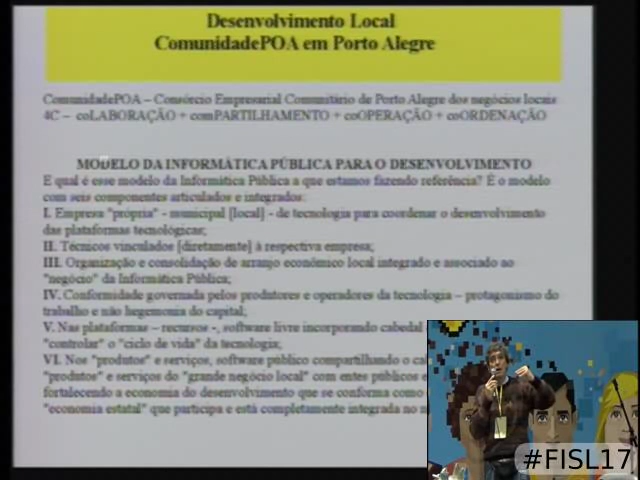 Desenvolvimento Local
ComunidadePOA em Porto Alegre
ComunidadePOA – Consórcio Empresarial Comunitário de Porto Alegre dos negócios locais
4C – coLABORAÇÃO + comPARTILHAMENTO + coOPERAÇÃO + coORDENAÇÃO
MODELO DA INFORMÁTICA PÚBLICA PARA O DESENVOLVIMENTO
E qual é esse modelo da Informática Pública a que estamos fazendo referência? É o modelo
com seis componentes articulados e integrados:
I. Empresa "própria" - municipal [local] - de tecnologia para coordenar o desenvolvimento
das plataformas tecnológicas;
II. Técnicos vinculados [diretamente] à respectiva empresa;
III. Organização e consolidação de arranjo econômico local integrado e associado ao
"negócio" da Informática Pública;
IV. Conformidade governada pelos produtores e operadores da tecnologia – protagonismo do
trabalho e não hegemonia do capital;
V. Nas plataformas – recursos -, software livre incorporando cabedal
"controlar" o "ciclo de vida" da tecnologia;
VI. Nos "produtos" e serviços, software público compartilhando o
"produtos" e serviços do "grande negócio local" com entes públicos
fortalecendo a economia do desenvolvimento que se conforma como
"economia estatal" que participa e está completamente integrada no
#FISL17